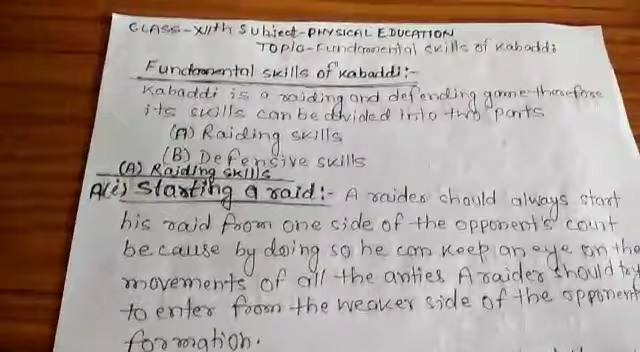 CLASS-XIIth Subject-PHYSICAL EDUCATION
TOPIC-Fundamental skills of Kabaddi
Fundamental skills of kabaddi:-
Kabaddi is a raiding and defending game therefore
its skills can be divided into two parts
(A) Raiding skills
(B) Defensive skills
(A) Raiding skills
A(i) Starting a raid:- A raider should always start
his raid from one side of the opponent's court
because by doing so he can keep an eye on the
movements of all the anties A raider should try
to enter from the weaker side of the opponent
formation.